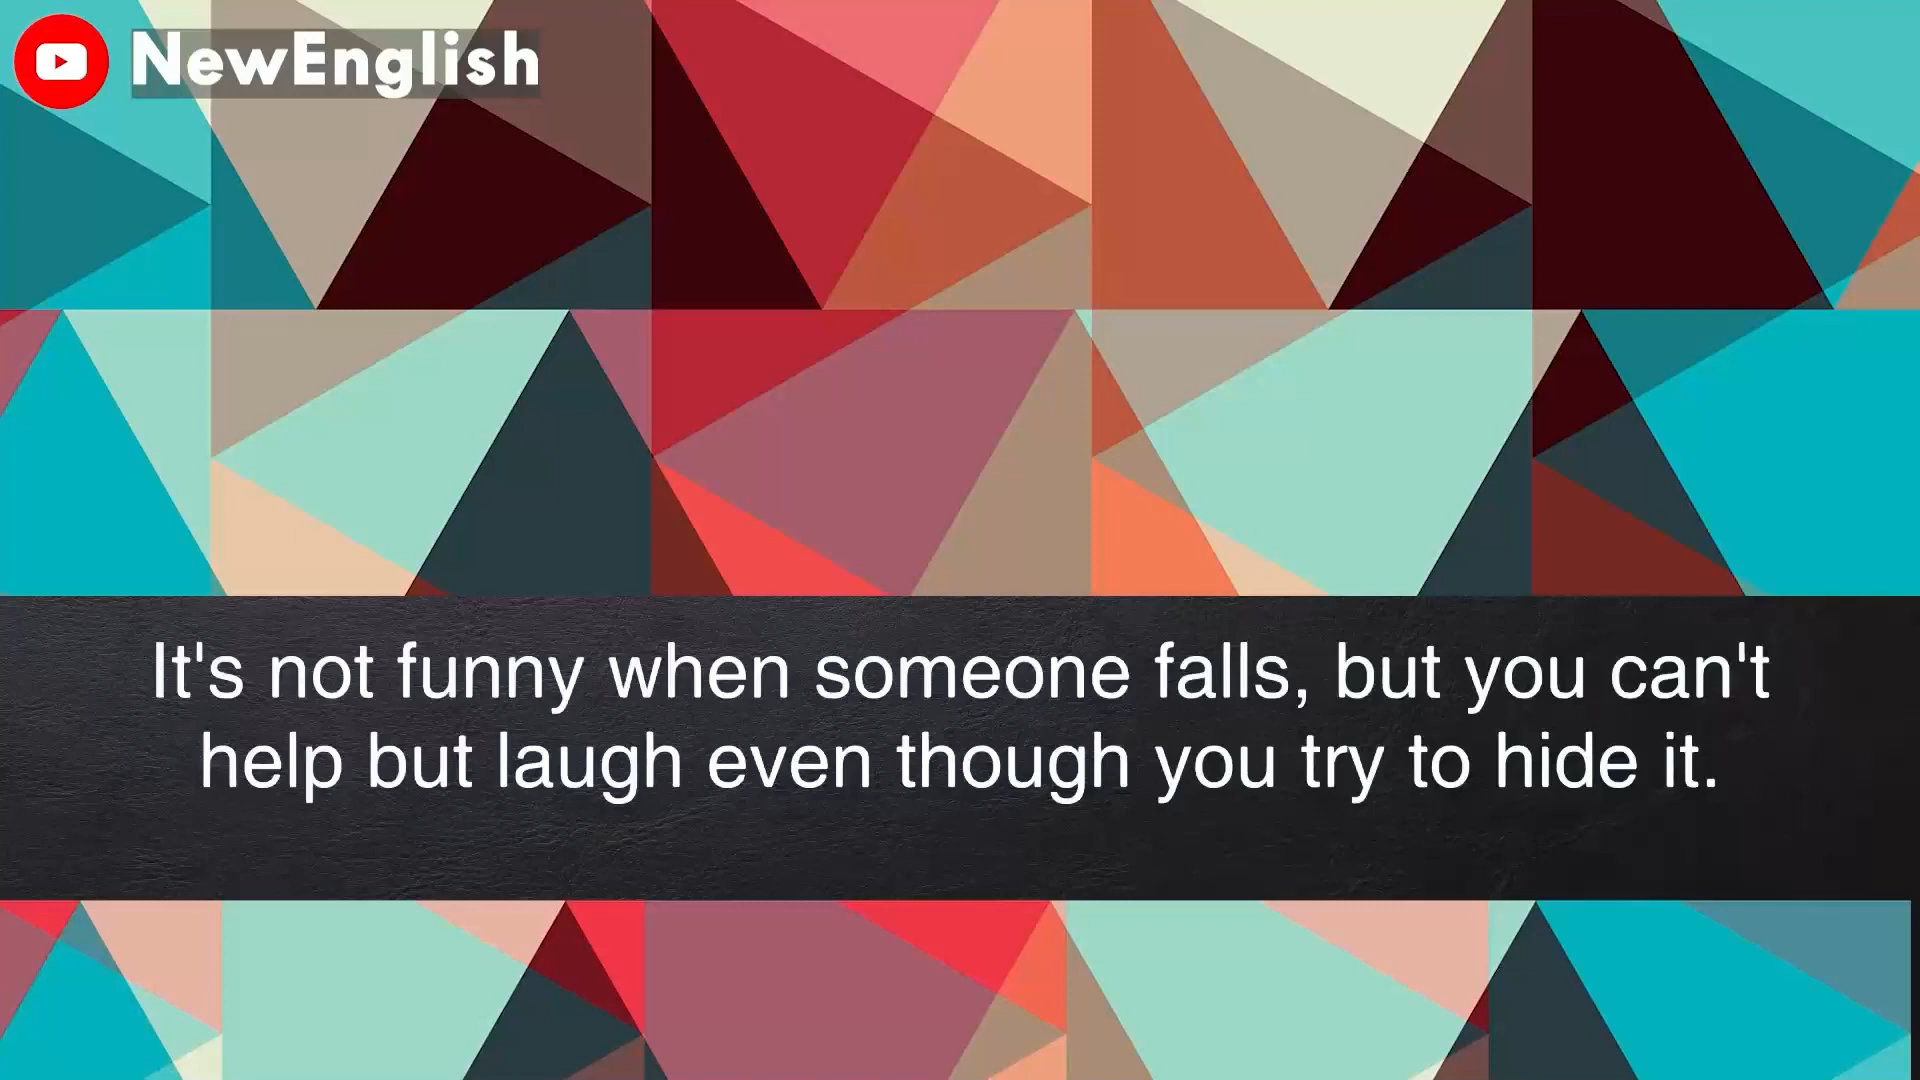 NewEnglish
It's not funny when someone falls, but you can't
help but laugh even though you try to hide it.